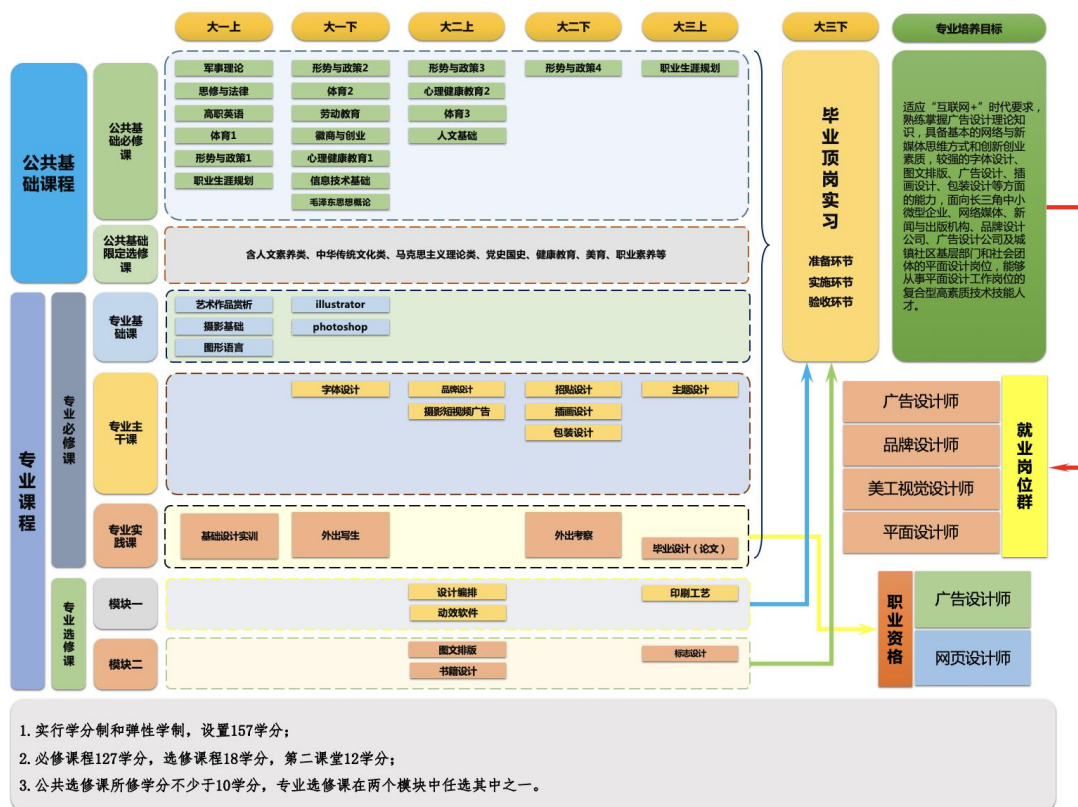 大一上
大一下
大二上
大二下
大三上
大三下
专业培养目标
公共基础课程
公共基
础必修
课
军事理论
形势与政策2
形势与政策3
形势与政策4
职业生涯规划
思修与法律
体育2
心理健康教育2
高职英语
劳动教育
体育3
体育1
徽商与创业
人文基础
形势与政策1
心理健康教育1
职业生涯规划
信息技术基础
毛泽东思想概论
公共基础
限定选修
课
含人文素养类、中华传统文化类、马克思主义理论类、党史国史、健康教育、美育、职业素养等
专业课程
专业必修课
专业基
础课
艺术作品赏析
illustrator
摄影基础
photoshop
图形语言
专业主
干课
字体设计
品牌设计
招贴设计
主题设计
摄影短视频广告
插画设计
包装设计
专业实
践课
基础设计实训
外出写生
外出考察
毕业设计（论文）
专业选修课
模块一
设计编排
印刷工艺
动效软件
模块二
图文排版
标志设计
书籍设计
毕业顶岗实习
准备环节
实施环节
验收环节
适应“互联网+”时代要求，
熟练掌握广告设计理论知
识，具备基本的网络与新
媒体思维方式和创新创业
素质，较强的字体设计、
图文排版、广告设计、插
画设计、包装设计等方面
的能力，面向长三角中小
微型企业、网络媒体、新
闻与出版机构、品牌设计
公司、广告设计公司及城
镇社区基层部门和社会团
体的平面设计岗位，能够
从事平面设计工作岗位的
复合型高素质技术技能人
才。
广告设计师
品牌设计师
美工视觉设计师
平面设计师
就业岗位群
职业资格
广告设计师
网页设计师
1.实行学分制和弹性学制，设置157学分；
2.必修课程127学分，选修课程18学分，第二课堂12学分；
3.公共选修课所修学分不少于10学分，专业选修课在两个模块中任选其中之一。